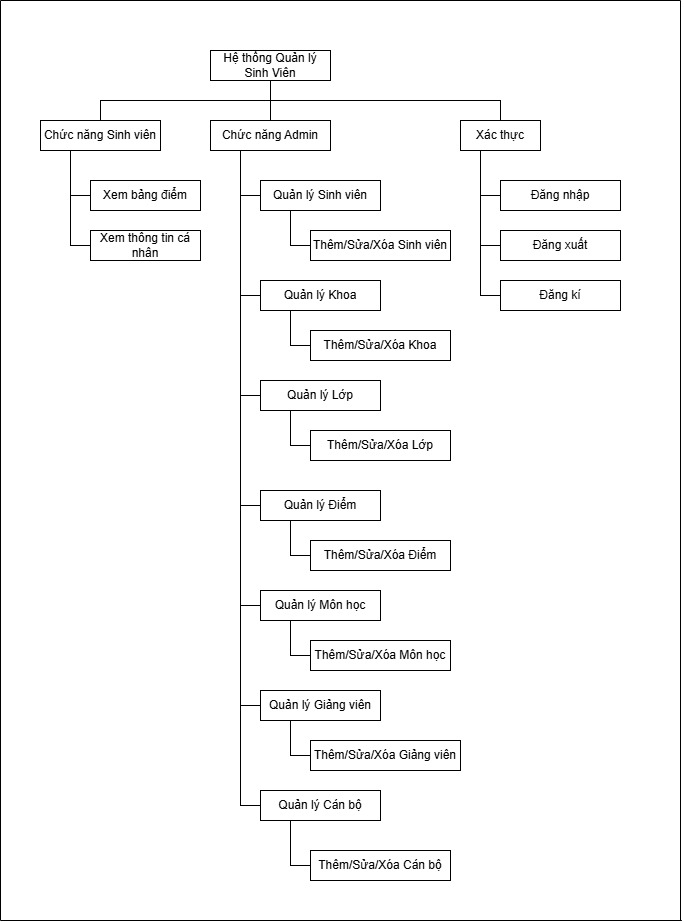 Hệ thống Quản lý
Sinh Viên
Chức năng Sinh viên
Chức năng Admin
Xác thực
Xem bảng điểm
Quản lý Sinh viên
Đăng nhập
Xem thông tin cá
nhân
Thêm/Sửa/Xóa Sinh viên
Đăng xuất
Quản lý Khoa
Đăng kí
Thêm/Sửa/Xóa Khoa
Quản lý Lớp
Thêm/Sửa/Xóa Lớp
Quản lý Điểm
Thêm/Sửa/Xóa Điểm
Quản lý Môn học
Thêm/Sửa/Xóa Môn học
Quản lý Giảng viên
Thêm/Sửa/Xóa Giảng viên
Quản lý Cán bộ
Thêm/Sửa/Xóa Cán bộ